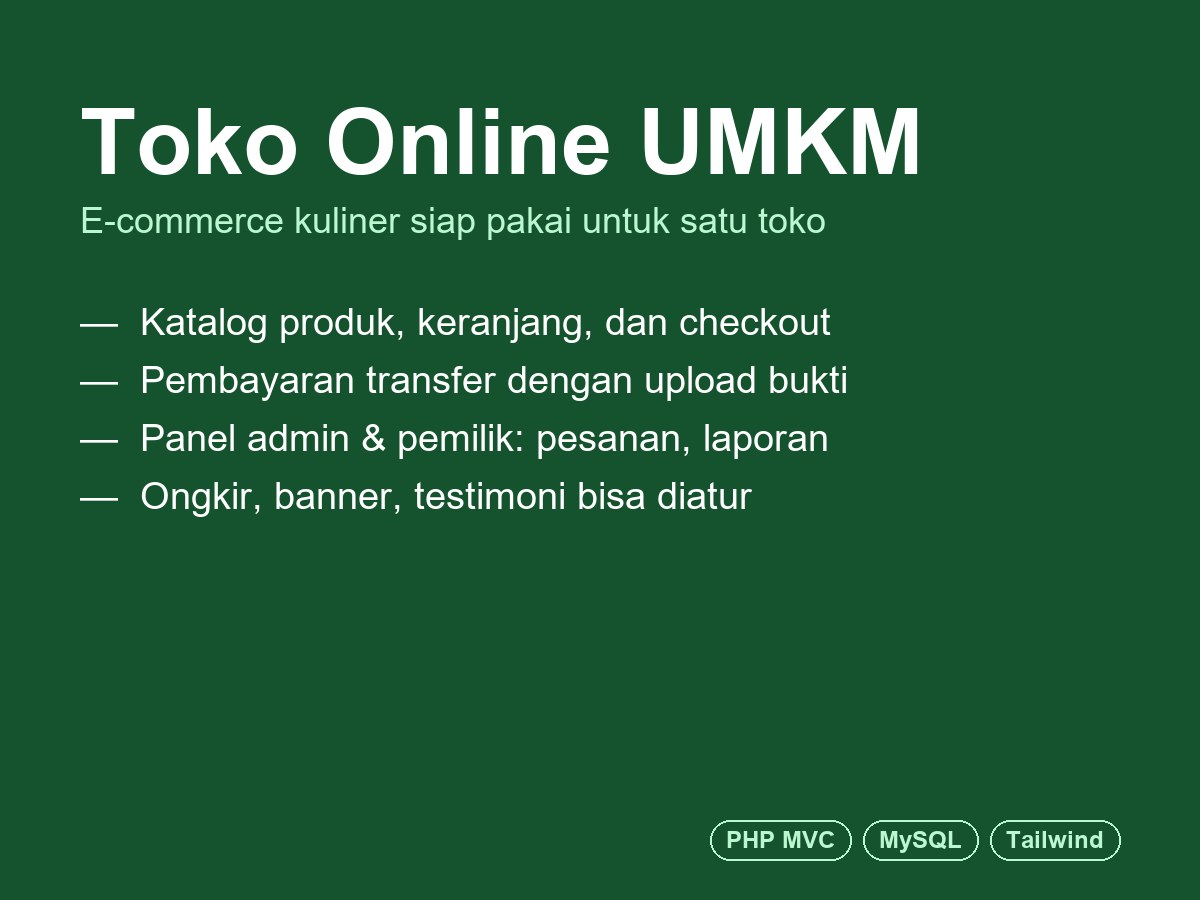 Toko Online UMKM
E-commerce kuliner siap pakai untuk satu toko
— Katalog produk, keranjang, dan checkout
— Pembayaran transfer dengan upload bukti
— Panel admin & pemilik: pesanan, laporan
— Ongkir, banner, testimoni bisa diatur
PHP MVC MySQL Tailwind